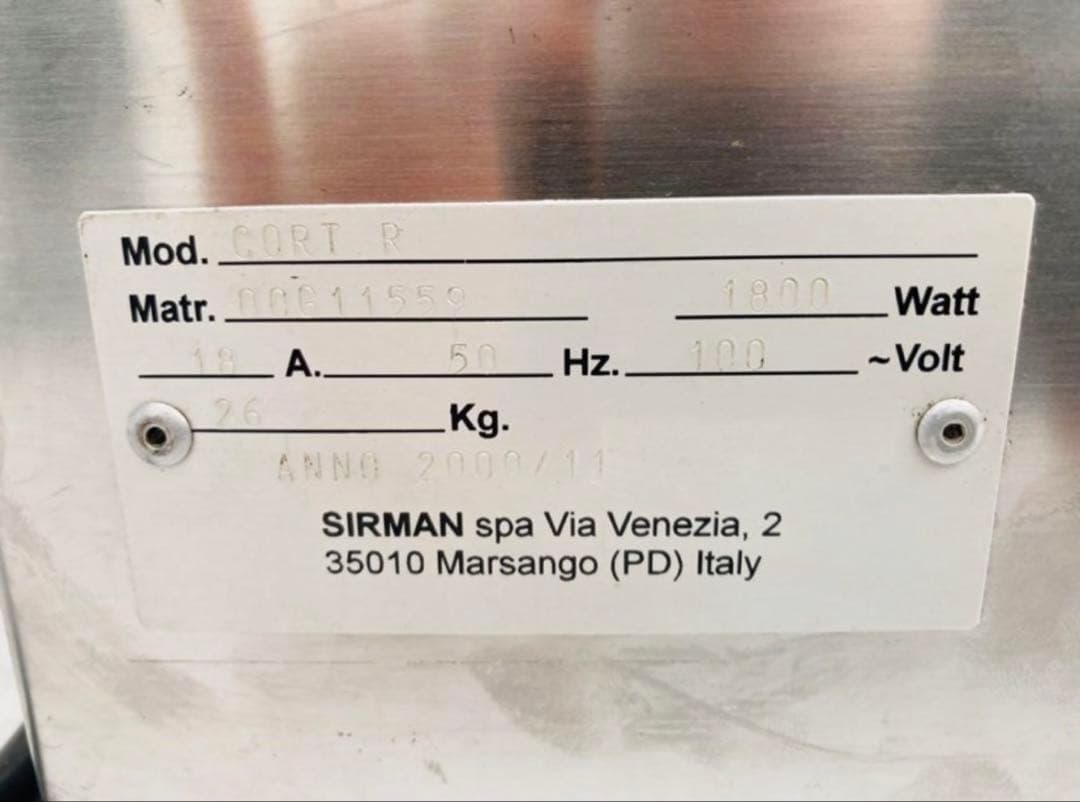 Mod. CORT R
Matr. 00G11559 1800 Watt
18 A. 50 Hz. 100 ~Volt
26 Kg.
ANNO 2000/11
SIRMAN spa Via Venezia, 2
35010 Marsango (PD) Italy